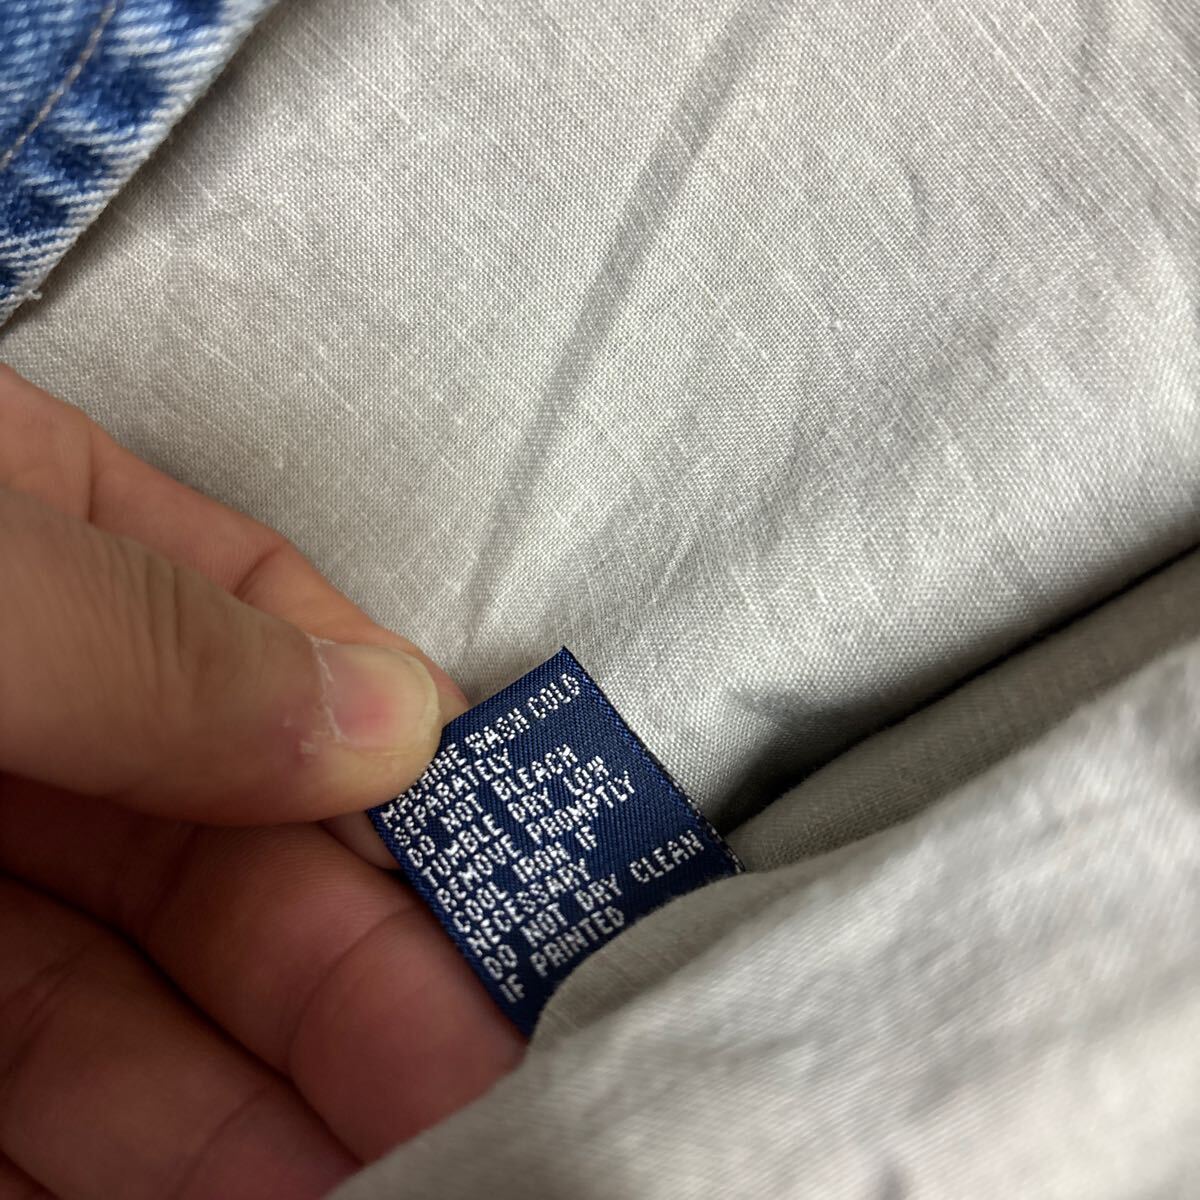 MACHINE WASH COLD
SEPARATELY
DO NOT BLEACH
TUMBLE DRY LOW
REMOVE PROMPTLY
COOL IRON IF
NECESSARY
DO NOT DRY CLEAN
IF PRINTED